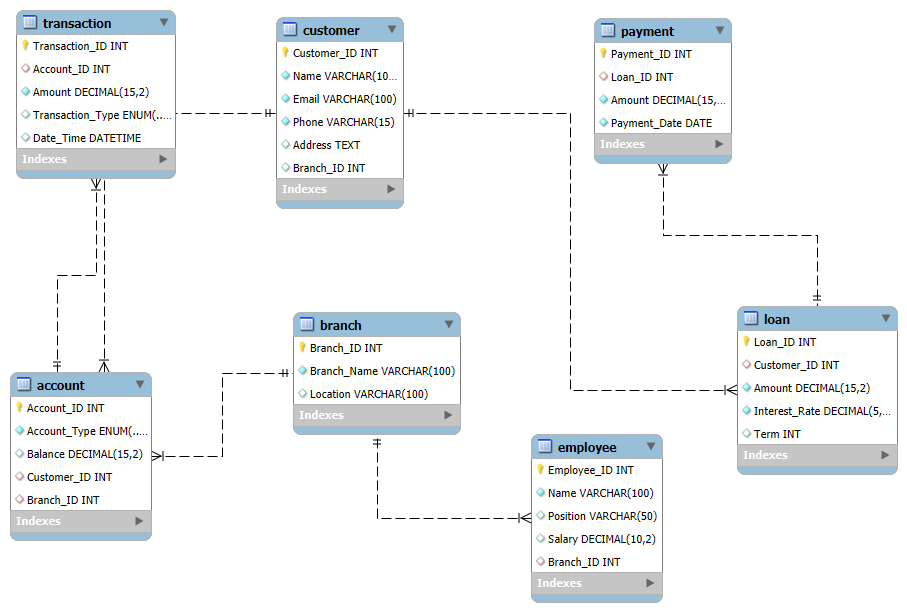 transaction
Transaction_ID INT
Account_ID INT
Amount DECIMAL(15,2)
Transaction_Type ENUM(..…
Date_Time DATETIME
Indexes
customer
Customer_ID INT
Name VARCHAR(10…
Email VARCHAR(100)
Phone VARCHAR(15)
Address TEXT
Branch_ID INT
Indexes
payment
Payment_ID INT
Loan_ID INT
Amount DECIMAL(15,…
Payment_Date DATE
Indexes
branch
Branch_ID INT
Branch_Name VARCHAR(100)
Location VARCHAR(100)
Indexes
loan
Loan_ID INT
Customer_ID INT
Amount DECIMAL(15,2)
Interest_Rate DECIMAL(5,…
Term INT
Indexes
account
Account_ID INT
Account_Type ENUM(..…
Balance DECIMAL(15,2)
Customer_ID INT
Branch_ID INT
Indexes
employee
Employee_ID INT
Name VARCHAR(100)
Position VARCHAR(50)
Salary DECIMAL(10,2)
Branch_ID INT
Indexes